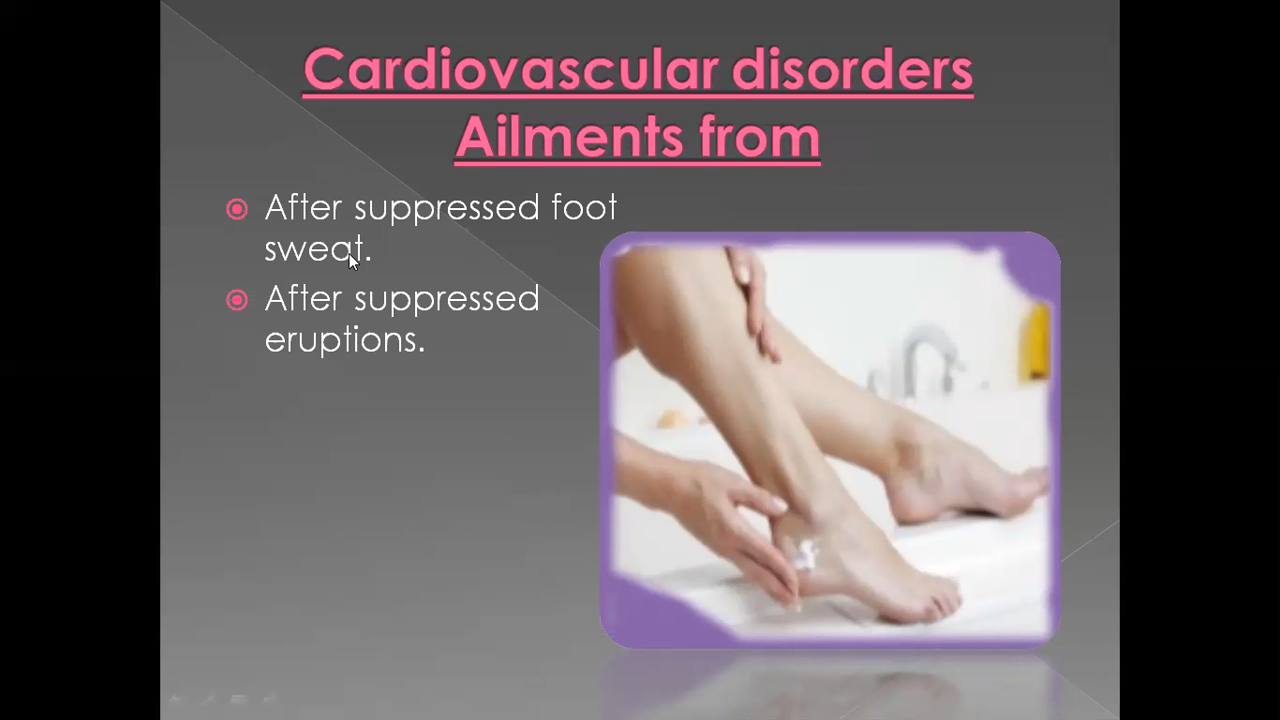 Cardiovascular disorders
Ailments from
After suppressed foot
sweat.
After suppressed
eruptions.